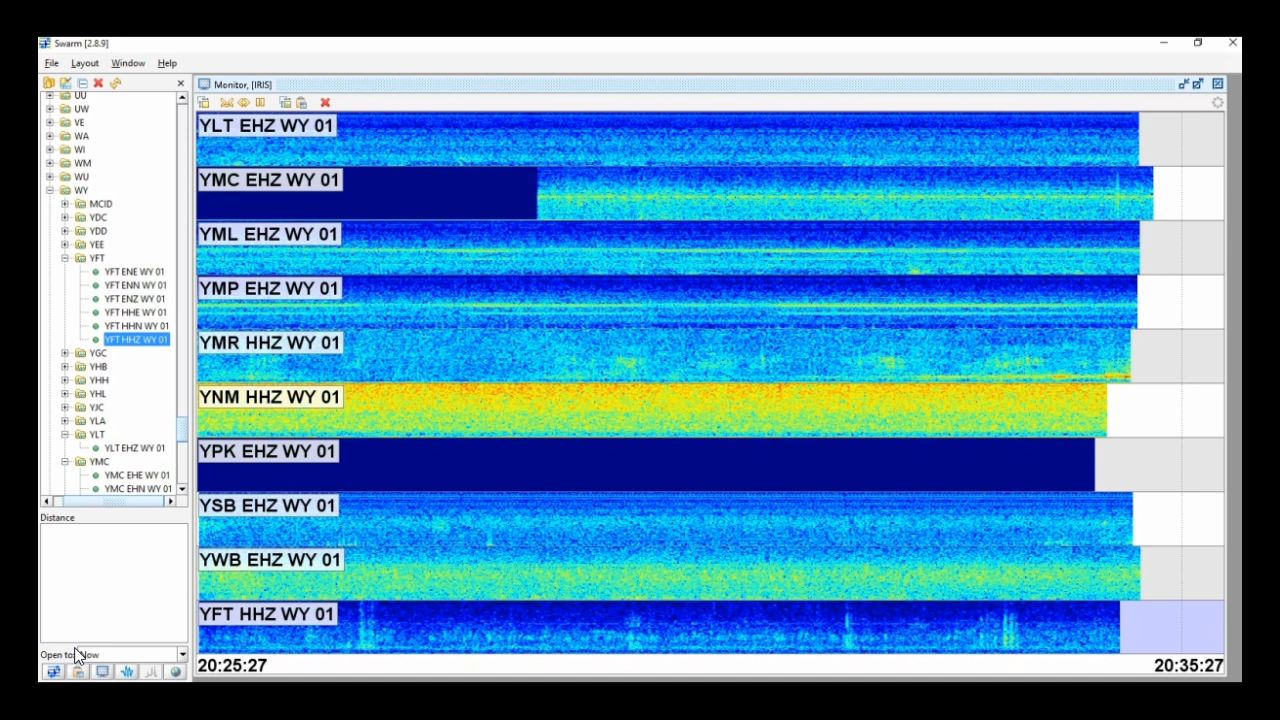 Swarm [2.8.9]
File Layout Window Help
UU
UW
VE
WA
WI
WM
WU
WY
MCID
YDC
YDD
YEE
YFT
YFT ENE WY 01
YFT ENN WY 01
YFT ENZ WY 01
YFT HHE WY 01
YFT HHN WY 01
YFT HHZ WY 01
YGC
YHB
YHH
YHL
YJC
YLA
YLT
YLT EHZ WY 01
YMC
YMC EHE WY 01
YMC EHN WY 01
Distance
Open to: Now
Monitor, [IRIS]
YLT EHZ WY 01
YMC EHZ WY 01
YML EHZ WY 01
YMP EHZ WY 01
YMR HHZ WY 01
YNM HHZ WY 01
YPK EHZ WY 01
YSB EHZ WY 01
YWB EHZ WY 01
YFT HHZ WY 01
20:25:27 20:35:27